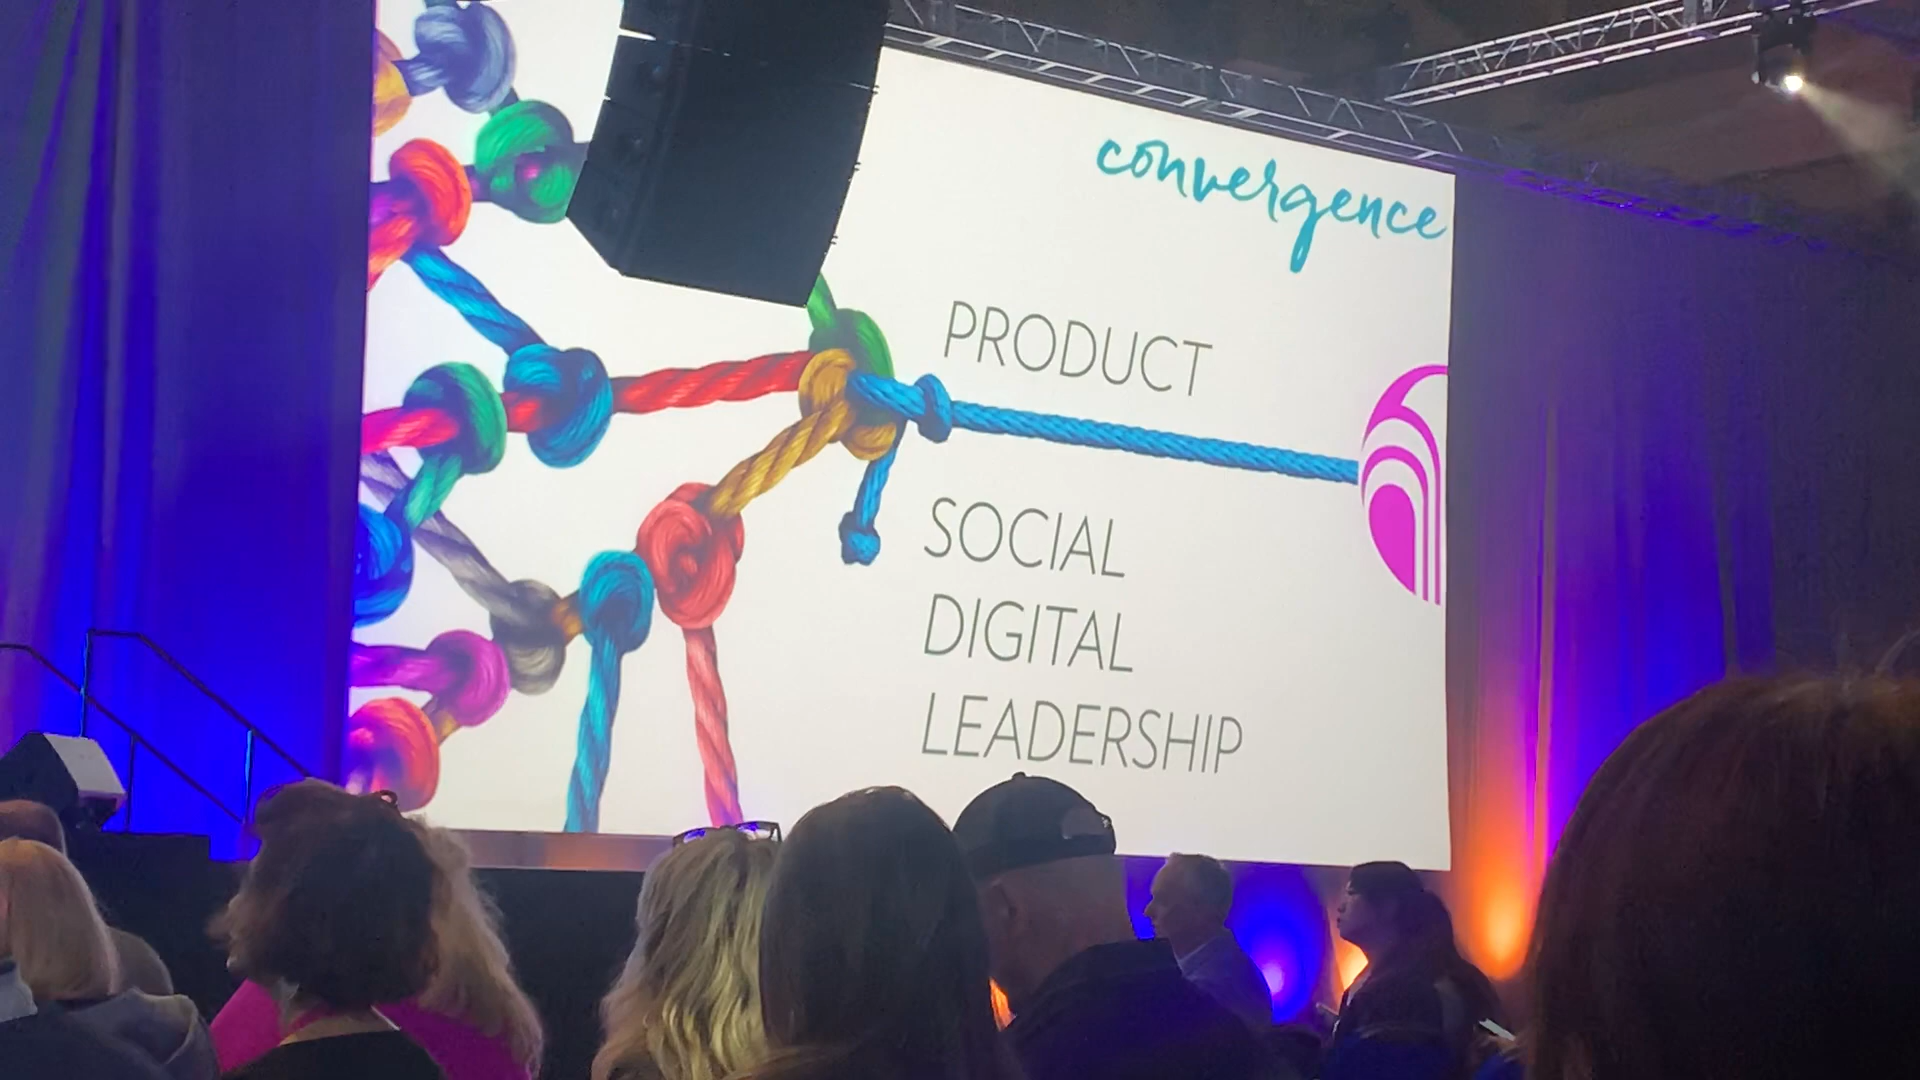 convergence
PRODUCT
SOCIAL
DIGITAL
LEADERSHIP